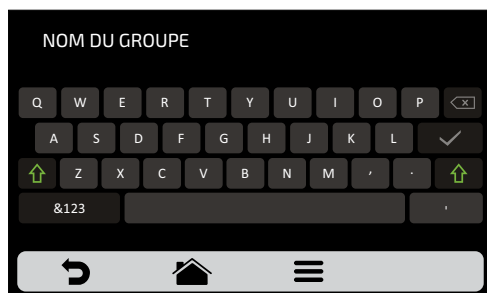 NOM DU GROUPE
Q W E R T Y U I O P
A S D F G H J K L
Z X C V B N M , .
&123 '